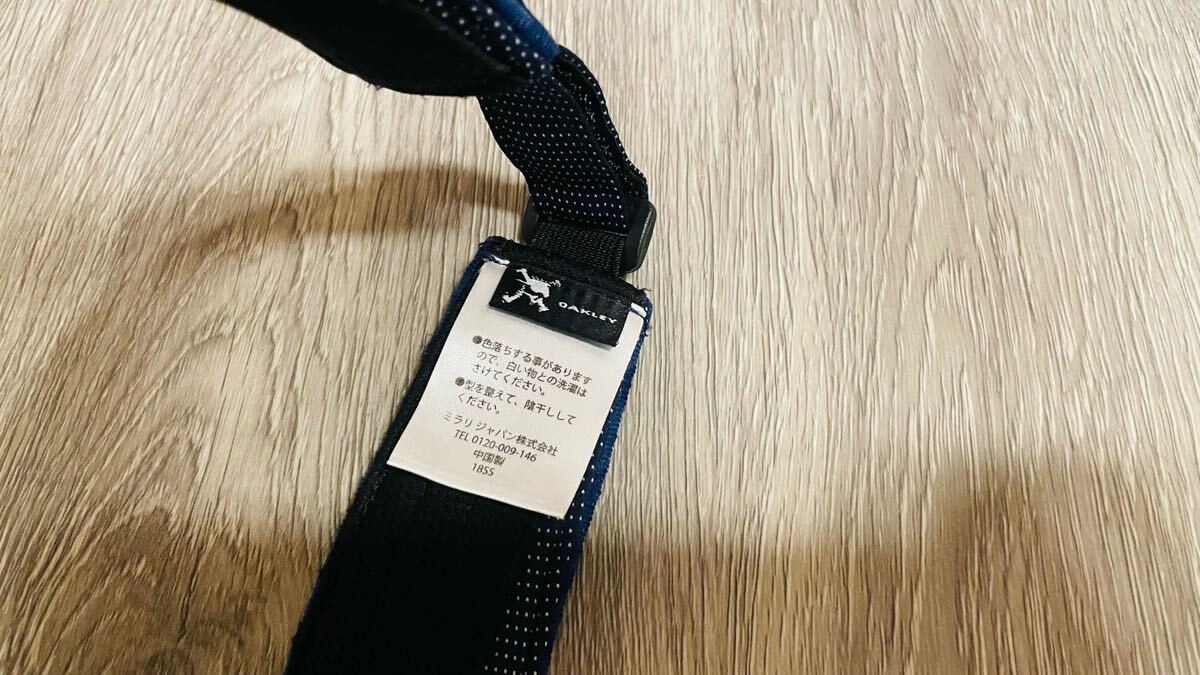 OAKLEY
●色落ちする事があります
ので、白い物との洗濯は
さけてください。
●型を整えて、陰干しして
ください。
ミラリ ジャパン株式会社
TEL 0120-009-146
中国製
18SS